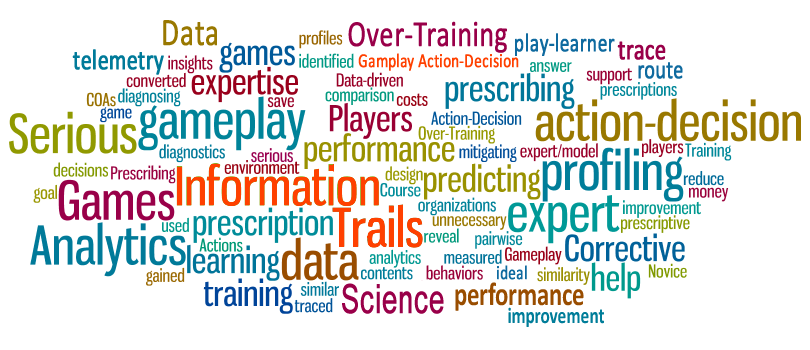 Data profiles Over-Training play-learner trace
telemetry insights games identified Gamplay Action-Decision answer support route
converted expertise Data-driven prescribing prescriptions
COAs diagnosing save comparison costs
game gameplay Players Action-Decision action-decision
Serious Over-Training
diagnostics serious performance mitigating expert/model players Training
decisions Prescribing environment Information design predicting profiling reduce
goal Games Course money
used prescription Trails organizations expert improvement
unnecessary prescriptive
Analytics Actions reveal pairwise
learning data analytics measured Gameplay Corrective
gained contents behaviors ideal similarity help Novice
training similar Science performance
traced
improvement